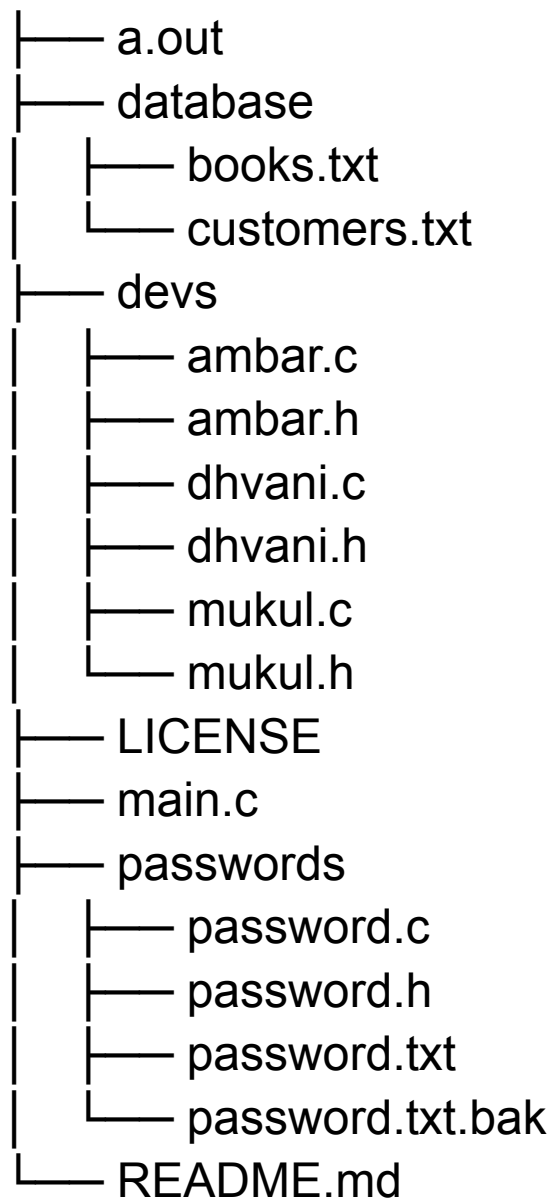 ├── a.out
├── database
│   ├── books.txt
│   └── customers.txt
├── devs
│   ├── ambar.c
│   ├── ambar.h
│   ├── dhvani.c
│   ├── dhvani.h
│   ├── mukul.c
│   └── mukul.h
├── LICENSE
├── main.c
├── passwords
│   ├── password.c
│   ├── password.h
│   ├── password.txt
│   └── password.txt.bak
└── README.md